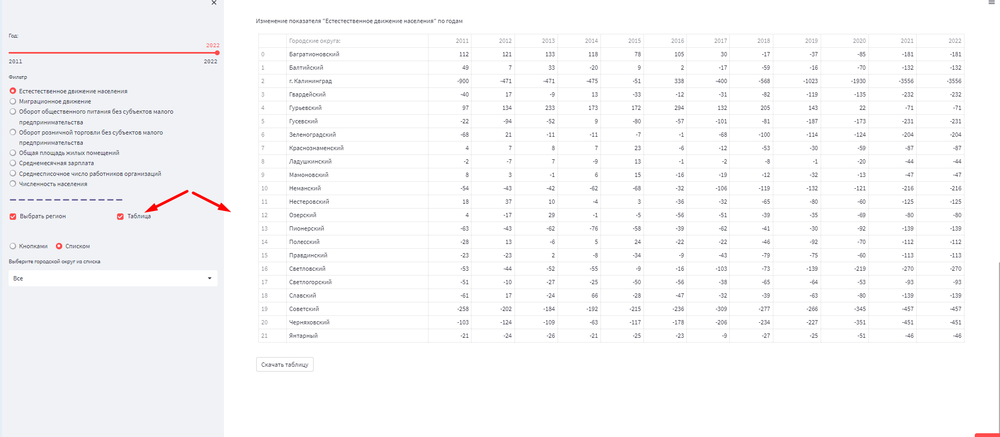 Год:
2022
2011 2022
Фильтр
Естестественное движение населения
Миграционное движение
Оборот общественного питания без субъектов малого
предпринимательства
Оборот розничной торговли без субъектов малого
предпринимательства
Общая площадь жилых помещений
Среднемесячная зарплата
Среднесписочное число работников организаций
Численность населения
Выбрать регион Таблица
Кнопками Списком
Выберите городской округ из списка
Все
Изменение показателя "Естестественное движение населения" по годам
Городские округа: 2011 2012 2013 2014 2015 2016 2017 2018 2019 2020 2021 2022
0 Багратионовский 112 121 133 118 78 105 30 -17 -37 -85 -181 -181
1 Балтийский 49 7 33 -20 9 2 -17 -59 -16 -70 -132 -132
2 г. Калининград -900 -471 -471 -475 -51 338 -400 -568 -1023 -1930 -3556 -3556
3 Гвардейский -40 17 -9 13 -33 -12 -31 -82 -119 -135 -232 -232
4 Гурьевский 97 134 233 173 172 294 132 205 143 22 -71 -71
5 Гусевский -22 -94 -52 9 -80 -57 -101 -81 -187 -173 -231 -231
6 Зеленоградский -68 21 -11 -11 -7 -1 -68 -100 -114 -124 -204 -204
7 Краснознаменский 4 7 8 7 23 -6 -12 -53 -30 -59 -87 -87
8 Ладушкинский -2 -7 7 -9 13 -1 -2 -8 -1 -20 -44 -44
9 Мамоновский 8 3 -1 6 15 -16 -19 -12 -32 -13 -47 -47
10 Неманский -54 -43 -42 -62 -68 -32 -106 -119 -132 -121 -216 -216
11 Нестеровский 18 37 10 -4 3 -36 -32 -65 -80 -60 -125 -125
12 Озерский 4 -17 29 -1 -5 -56 -51 -39 -35 -69 -80 -80
13 Пионерский -63 -43 -62 -76 -58 -39 -62 -41 -30 -92 -139 -139
14 Полесский -28 13 -6 5 24 -22 -22 -46 -92 -70 -112 -112
15 Правдинский -23 -23 2 -8 -34 -9 -43 -79 -75 -60 -113 -113
16 Светловский -53 -44 -52 -55 -9 -16 -103 -73 -139 -219 -270 -270
17 Светлогорский -51 -10 -27 -25 -50 -56 -38 -65 -64 -53 -93 -93
18 Славский -61 17 -24 66 -28 -47 -32 -39 -63 -80 -139 -139
19 Советский -258 -202 -184 -192 -215 -236 -309 -277 -266 -345 -457 -457
20 Черняховский -103 -124 -109 -63 -117 -178 -206 -234 -227 -351 -451 -451
21 Янтарный -21 -24 -26 -21 -25 -23 -9 -27 -25 -51 -46 -46
Скачать таблицу